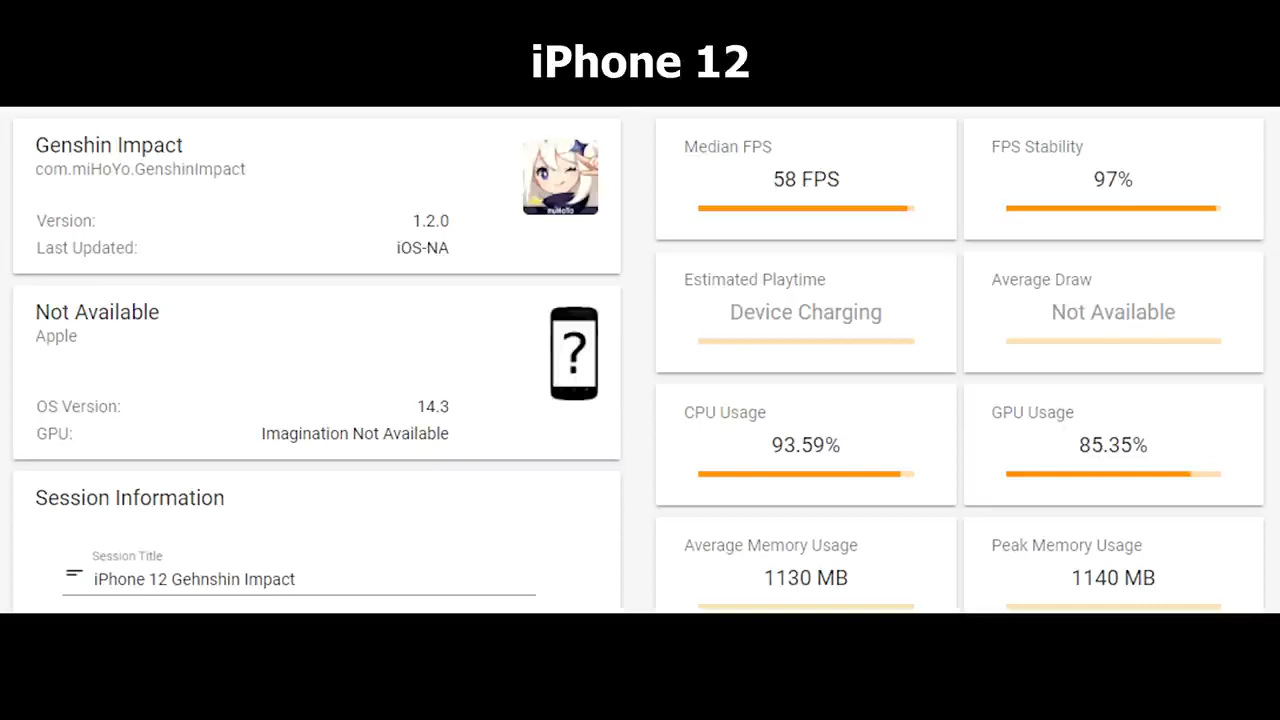 iPhone 12
Genshin Impact
com.miHoYo.GenshinImpact
miHoYo
Version: 1.2.0
Last Updated: iOS-NA
Not Available
Apple
?
OS Version: 14.3
GPU: Imagination Not Available
Session Information
Session Title
iPhone 12 Gehnshin Impact
Median FPS
58 FPS
FPS Stability
97%
Estimated Playtime
Device Charging
Average Draw
Not Available
CPU Usage
93.59%
GPU Usage
85.35%
Average Memory Usage
1130 MB
Peak Memory Usage
1140 MB